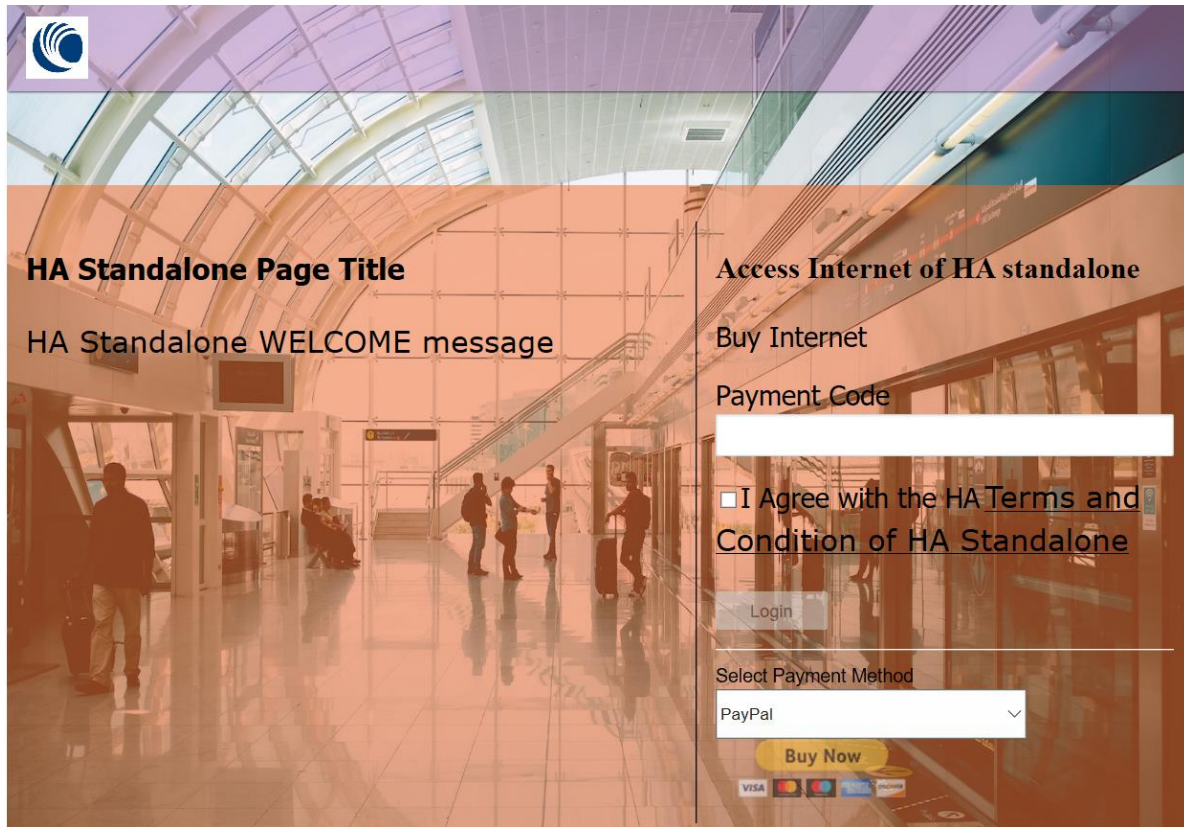 HA Standalone Page Title
HA Standalone WELCOME message
Access Internet of HA standalone
Buy Internet
Payment Code
I Agree with the HA Terms and
Condition of HA Standalone
Login
Select Payment Method
PayPal
Buy Now
VISA
DISCOVER